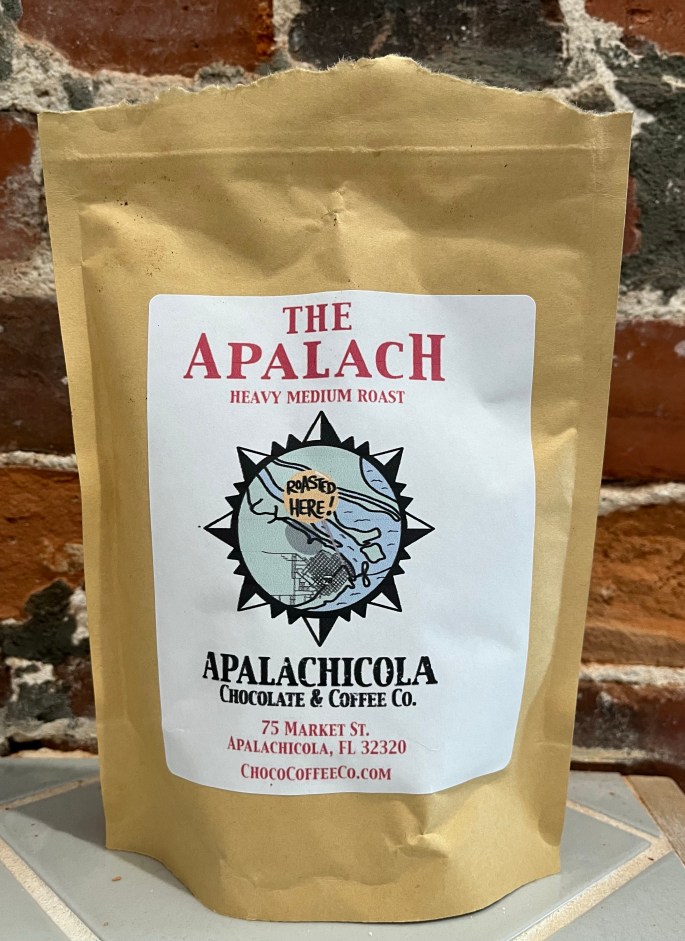 THE
APALACH
HEAVY MEDIUM ROAST
ROASTED
HERE!
APALACHICOLA
CHOCOLATE & COFFEE CO.
75 MARKET ST.
APALACHICOLA, FL 32320
CHOCOCOFFEECO.COM